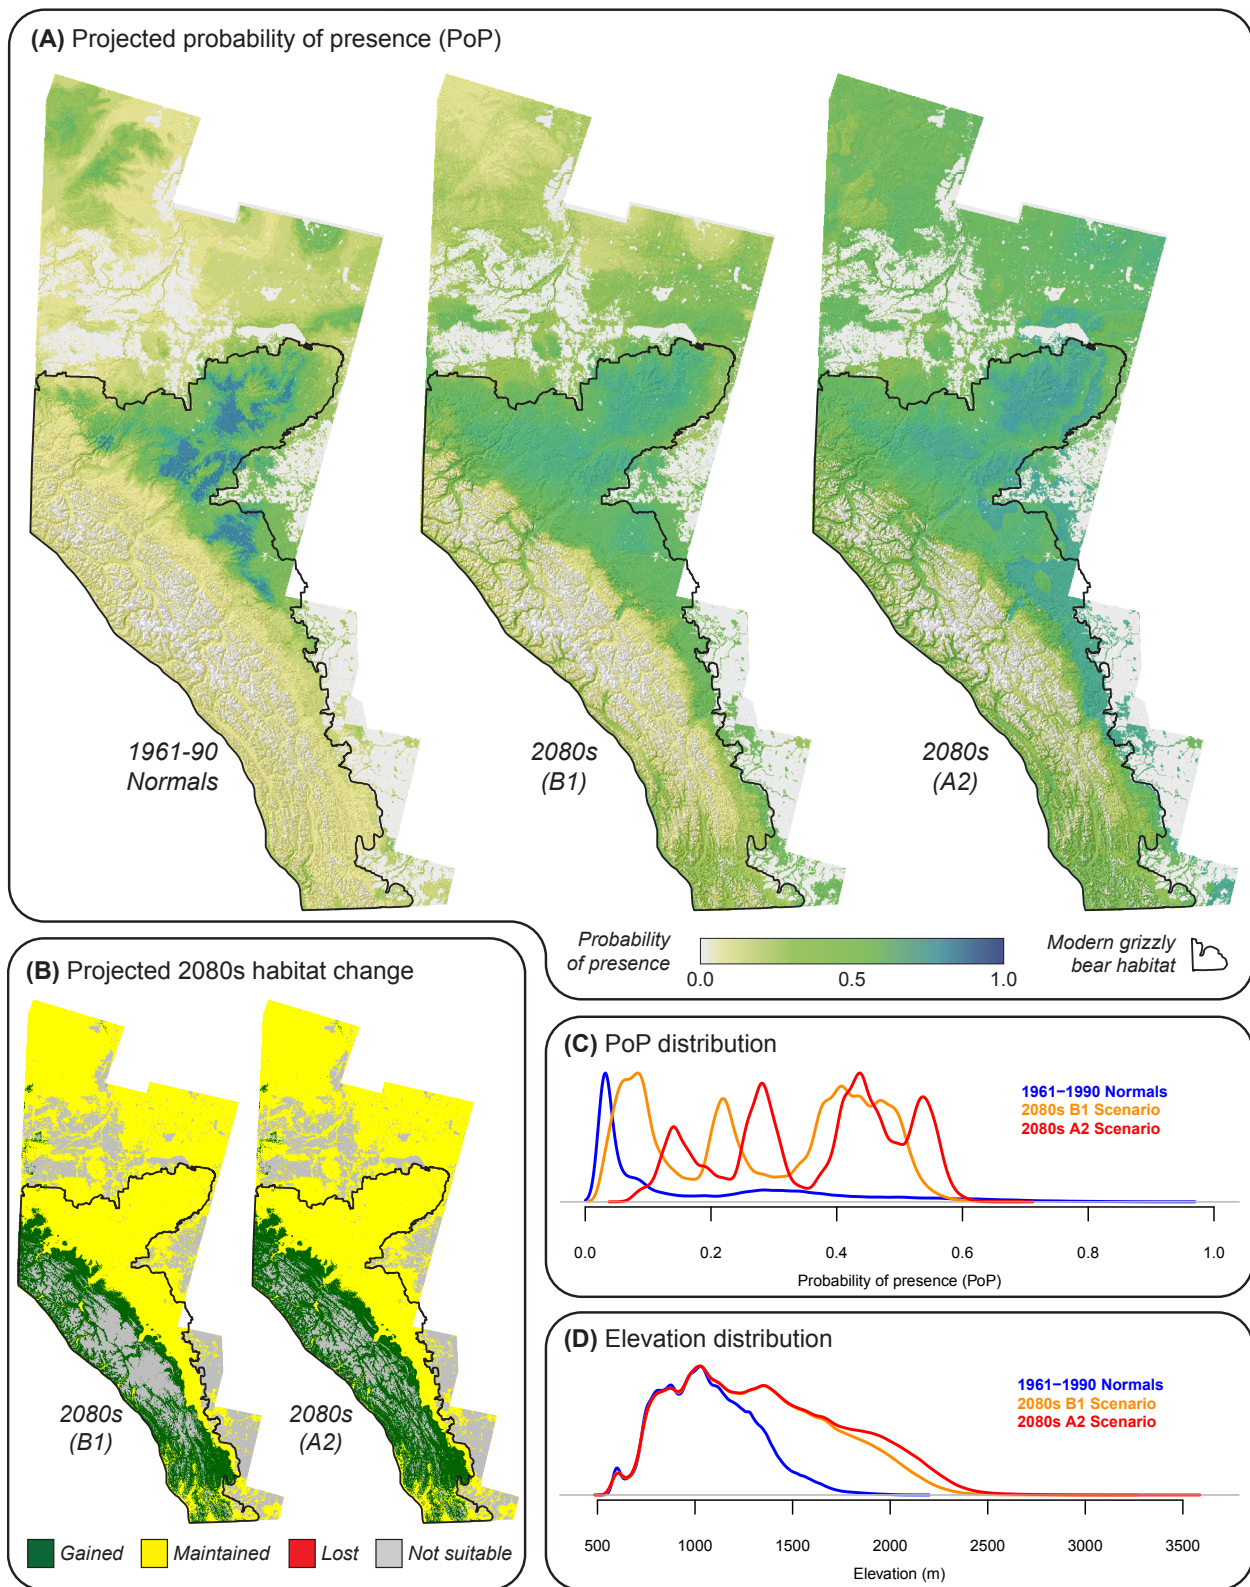 (A) Projected probability of presence (PoP)
1961-90
Normals
2080s
(B1)
2080s
(A2)
Probability
of presence
0.0
0.5
1.0
Modern grizzly
bear habitat
(B) Projected 2080s habitat change
2080s
(B1)
2080s
(A2)
Gained
Maintained
Lost
Not suitable
(C) PoP distribution
1961−1990 Normals
2080s B1 Scenario
2080s A2 Scenario
0.0 0.2 0.4 0.6 0.8 1.0
Probability of presence (PoP)
(D) Elevation distribution
1961−1990 Normals
2080s B1 Scenario
2080s A2 Scenario
500 1000 1500 2000 2500 3000 3500
Elevation (m)